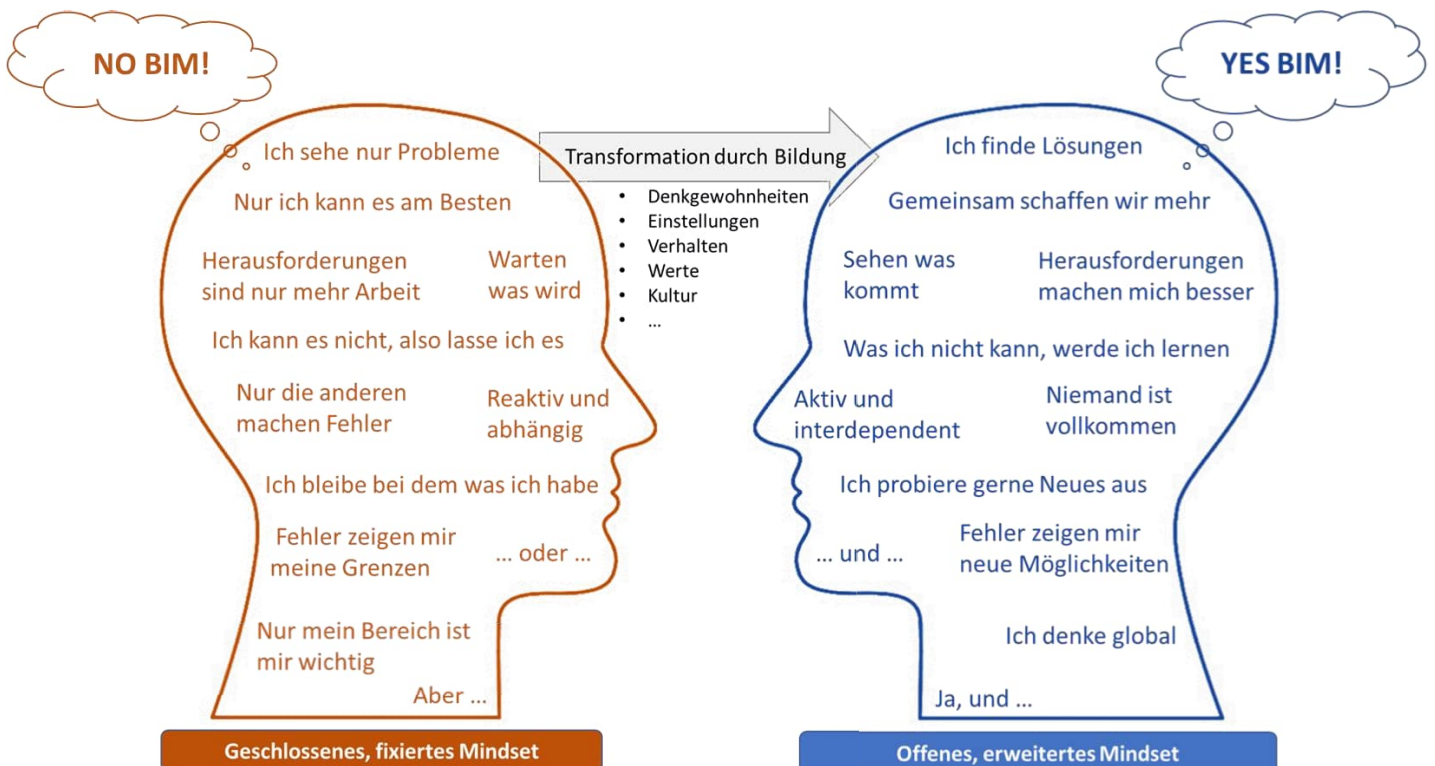 NO BIM!
Ich sehe nur Probleme
Nur ich kann es am Besten
Herausforderungen
sind nur mehr Arbeit
Warten
was wird
Ich kann es nicht, also lasse ich es
Nur die anderen
machen Fehler
Reaktiv und
abhängig
Ich bleibe bei dem was ich habe
Fehler zeigen mir
meine Grenzen
... oder ...
Nur mein Bereich ist
mir wichtig
Aber ...
Geschlossenes, fixiertes Mindset
Transformation durch Bildung
• Denkgewohnheiten
• Einstellungen
• Verhalten
• Werte
• Kultur
• ...
YES BIM!
Ich finde Lösungen
Gemeinsam schaffen wir mehr
Sehen was
kommt
Herausforderungen
machen mich besser
Was ich nicht kann, werde ich lernen
Aktiv und
interdependent
Niemand ist
vollkommen
Ich probiere gerne Neues aus
... und ...
Fehler zeigen mir
neue Möglichkeiten
Ich denke global
Ja, und ...
Offenes, erweitertes Mindset